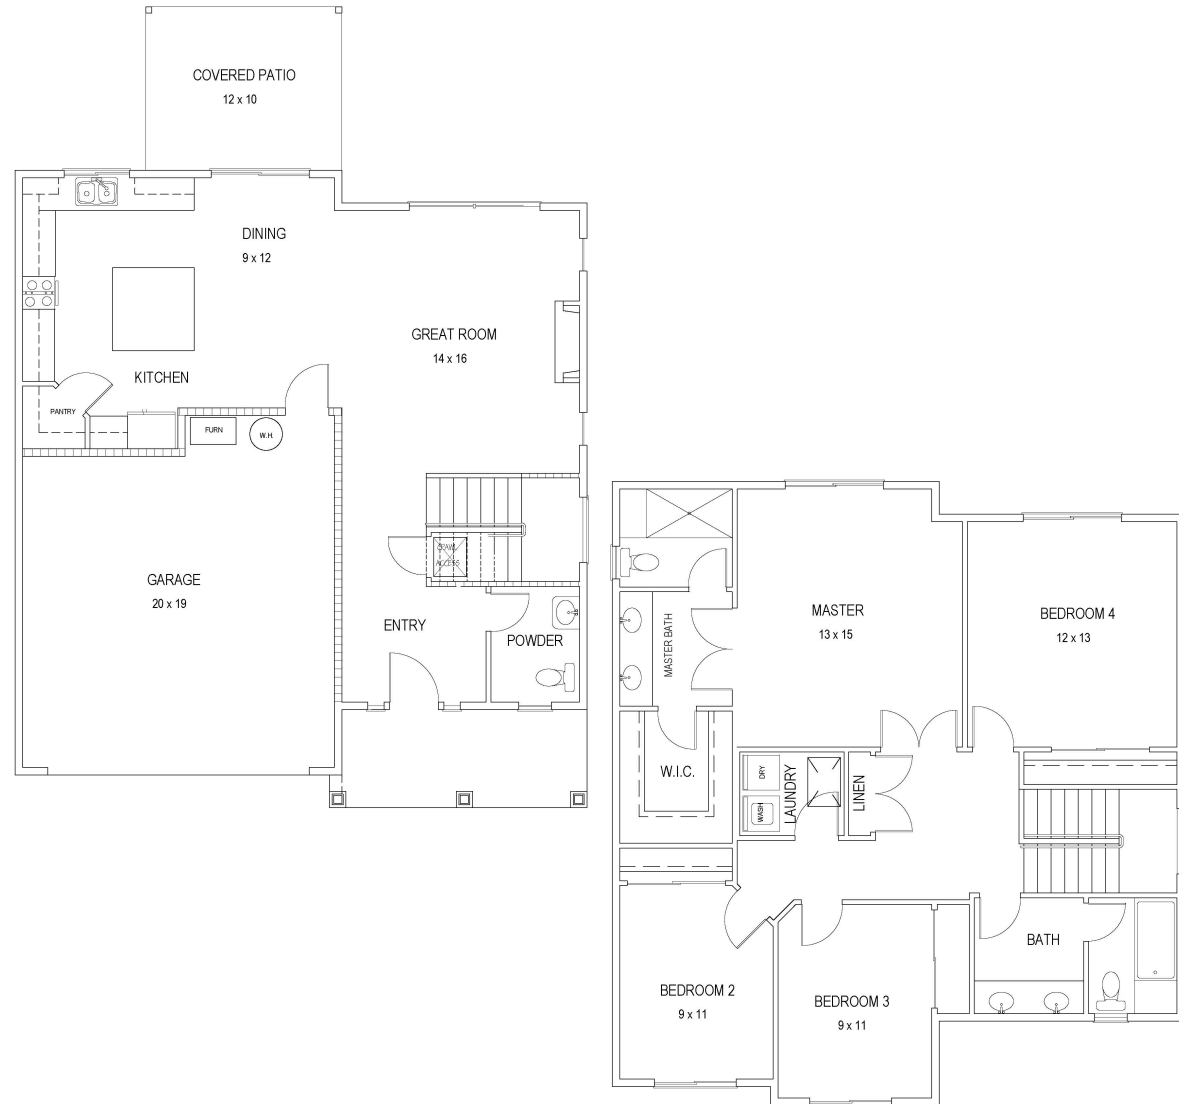 COVERED PATIO
12 x 10
DINING
9 x 12
GREAT ROOM
14 x 16
KITCHEN
PANTRY
FURN
W.H.
CRAWL
ACCESS
GARAGE
20 x 19
ENTRY
POWDER
MASTER
13 x 15
BEDROOM 4
12 x 13
MASTER BATH
W.I.C.
DRY
WASH
LAUNDRY
LINEN
BATH
BEDROOM 2
9 x 11
BEDROOM 3
9 x 11